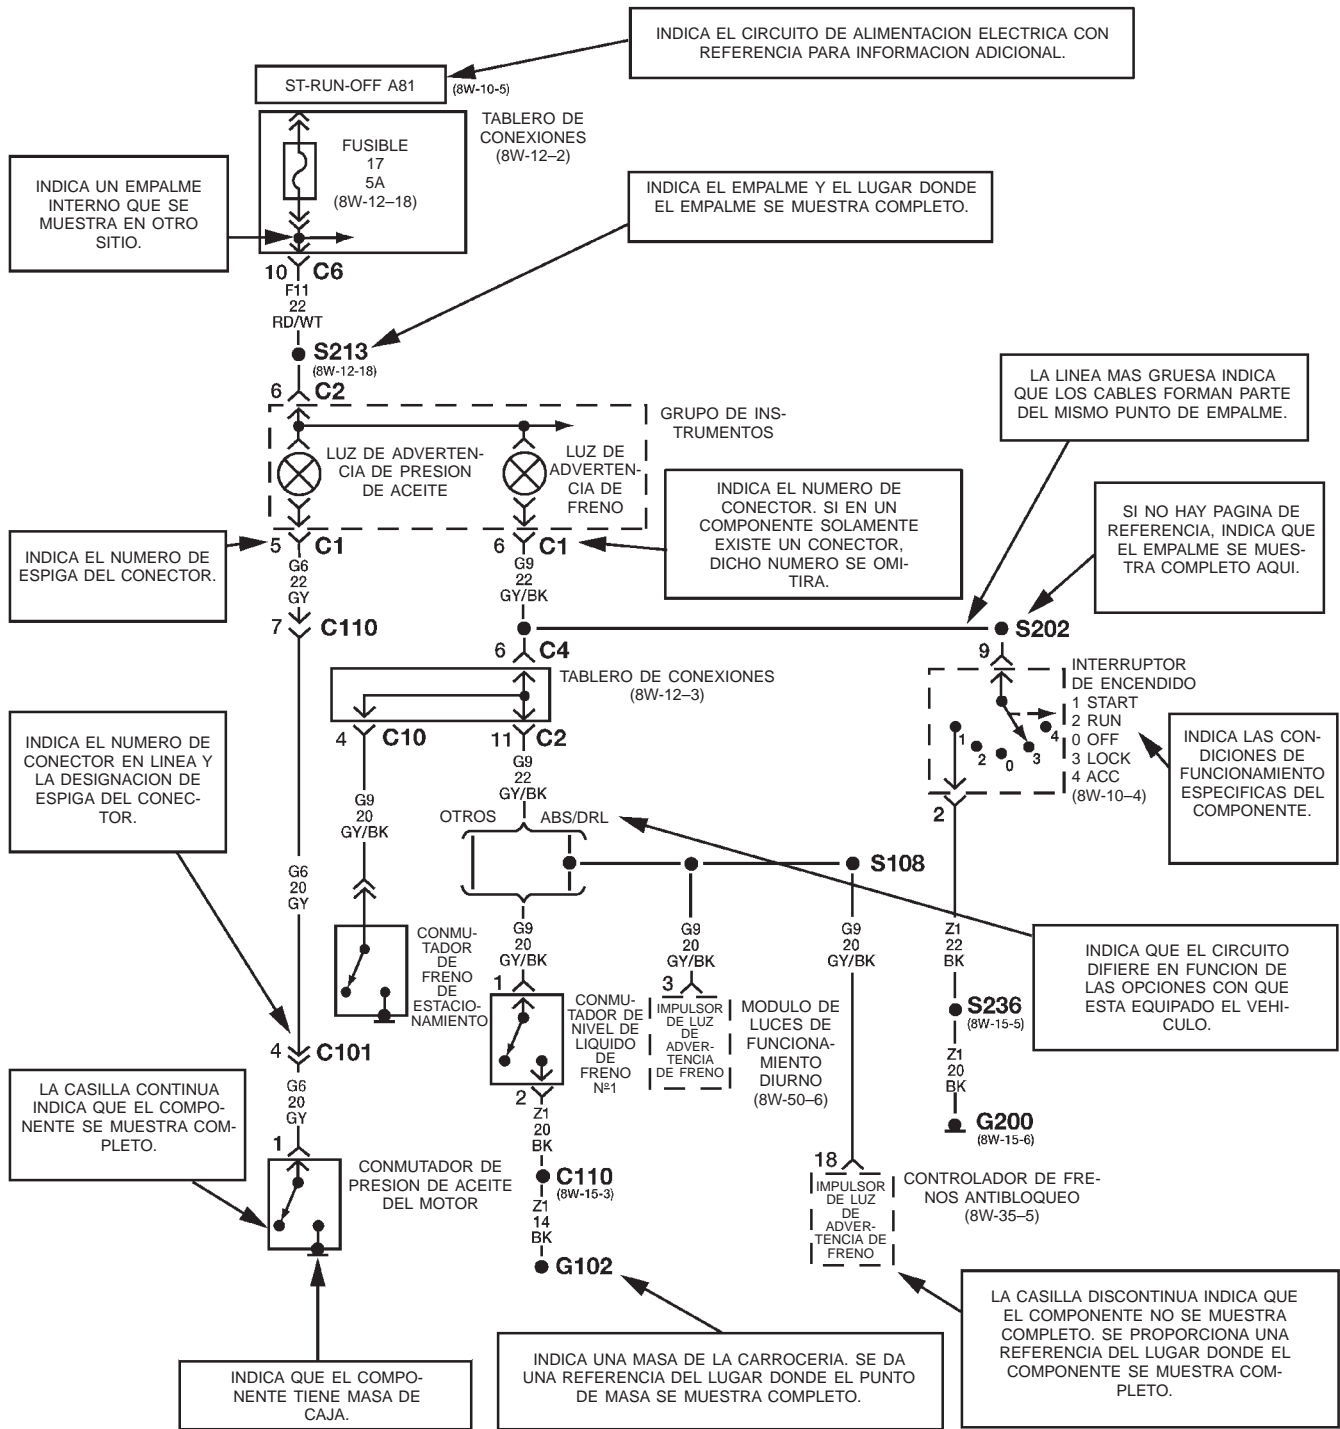 INDICA EL CIRCUITO DE ALIMENTACION ELECTRICA CON
REFERENCIA PARA INFORMACION ADICIONAL.
ST-RUN-OFF A81
(8W-10-5)
TABLERO DE
CONEXIONES
(8W-12–2)
FUSIBLE
17
5A
(8W-12–18)
INDICA UN EMPALME
INTERNO QUE SE
MUESTRA EN OTRO
SITIO.
INDICA EL EMPALME Y EL LUGAR DONDE
EL EMPALME SE MUESTRA COMPLETO.
10 C6
F11
22
RD/WT
S213
(8W-12-18)
6 C2
LA LINEA MAS GRUESA INDICA
QUE LOS CABLES FORMAN PARTE
DEL MISMO PUNTO DE EMPALME.
GRUPO DE INS-
TRUMENTOS
LUZ DE ADVERTEN-
CIA DE PRESION
DE ACEITE
LUZ DE
ADVERTEN-
CIA DE
FRENO
INDICA EL NUMERO DE
CONECTOR. SI EN UN
COMPONENTE SOLAMENTE
EXISTE UN CONECTOR,
DICHO NUMERO SE OMI-
TIRA.
SI NO HAY PAGINA DE
REFERENCIA, INDICA QUE
EL EMPALME SE MUES-
TRA COMPLETO AQUI.
INDICA EL NUMERO DE
ESPIGA DEL CONECTOR.
5 C1
6 C1
G6
22
GY
G9
22
GY/BK
7 C110
S202
6 C4
9
TABLERO DE CONEXIONES
(8W-12–3)
INTERRUPTOR
DE ENCENDIDO
1 START
2 RUN
0 OFF
3 LOCK
4 ACC
(8W-10–4)
1
2
0
3
4
INDICA LAS CON-
DICIONES DE
FUNCIONAMIENTO
ESPECIFICAS DEL
COMPONENTE.
INDICA EL NUMERO DE
CONECTOR EN LINEA Y
LA DESIGNACION DE
ESPIGA DEL CONEC-
TOR.
4 C10
11 C2
2
G9
22
GY/BK
G9
20
GY/BK
OTROS
ABS/DRL
S108
G6
20
GY
G9
20
GY/BK
G9
20
GY/BK
G9
20
GY/BK
Z1
22
BK
INDICA QUE EL CIRCUITO
DIFIERE EN FUNCION DE
LAS OPCIONES CON QUE
ESTA EQUIPADO EL VEHI-
CULO.
CONMU-
TADOR
DE
FRENO
DE
ESTACIO-
NAMIENTO
1
CONMU-
TADOR DE
NIVEL DE
LIQUIDO
DE
FRENO
Nº1
3
IMPULSOR
DE LUZ
DE
ADVER-
TENCIA
DE FRENO
MODULO DE
LUCES DE
FUNCIONA-
MIENTO
DIURNO
(8W-50–6)
S236
(8W-15-5)
Z1
20
BK
G200
(8W-15-6)
4 C101
G6
20
GY
LA CASILLA CONTINUA
INDICA QUE EL COMPO-
NENTE SE MUESTRA COM-
PLETO.
1
CONMUTADOR DE
PRESION DE ACEITE
DEL MOTOR
2
Z1
20
BK
C110
(8W-15-3)
Z1
14
BK
G102
18
IMPULSOR
DE LUZ
DE
ADVER-
TENCIA DE
FRENO
CONTROLADOR DE FRE-
NOS ANTIBLOQUEO
(8W-35–5)
LA CASILLA DISCONTINUA INDICA QUE
EL COMPONENTE NO SE MUESTRA
COMPLETO. SE PROPORCIONA UNA
REFERENCIA DEL LUGAR DONDE EL
COMPONENTE SE MUESTRA COM-
PLETO.
INDICA QUE EL COMPO-
NENTE TIENE MASA DE
CAJA.
INDICA UNA MASA DE LA CARROCERIA. SE DA
UNA REFERENCIA DEL LUGAR DONDE EL PUNTO
DE MASA SE MUESTRA COMPLETO.